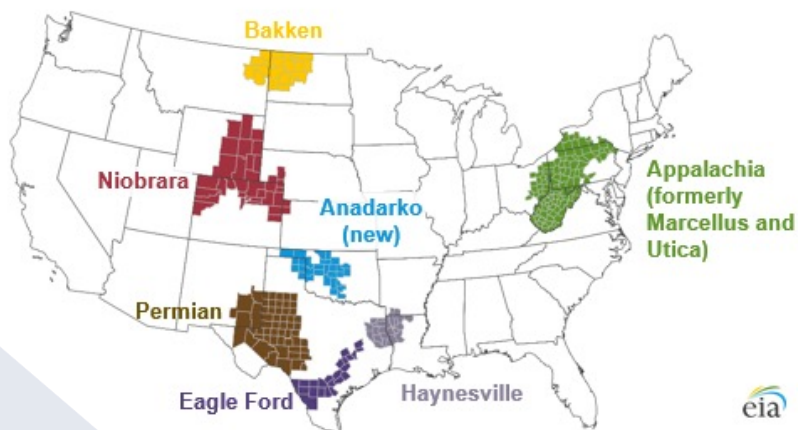 Bakken
Niobrara
Anadarko
(new)
Appalachia
(formerly
Marcellus and
Utica)
Permian
Eagle Ford
Haynesville
eia